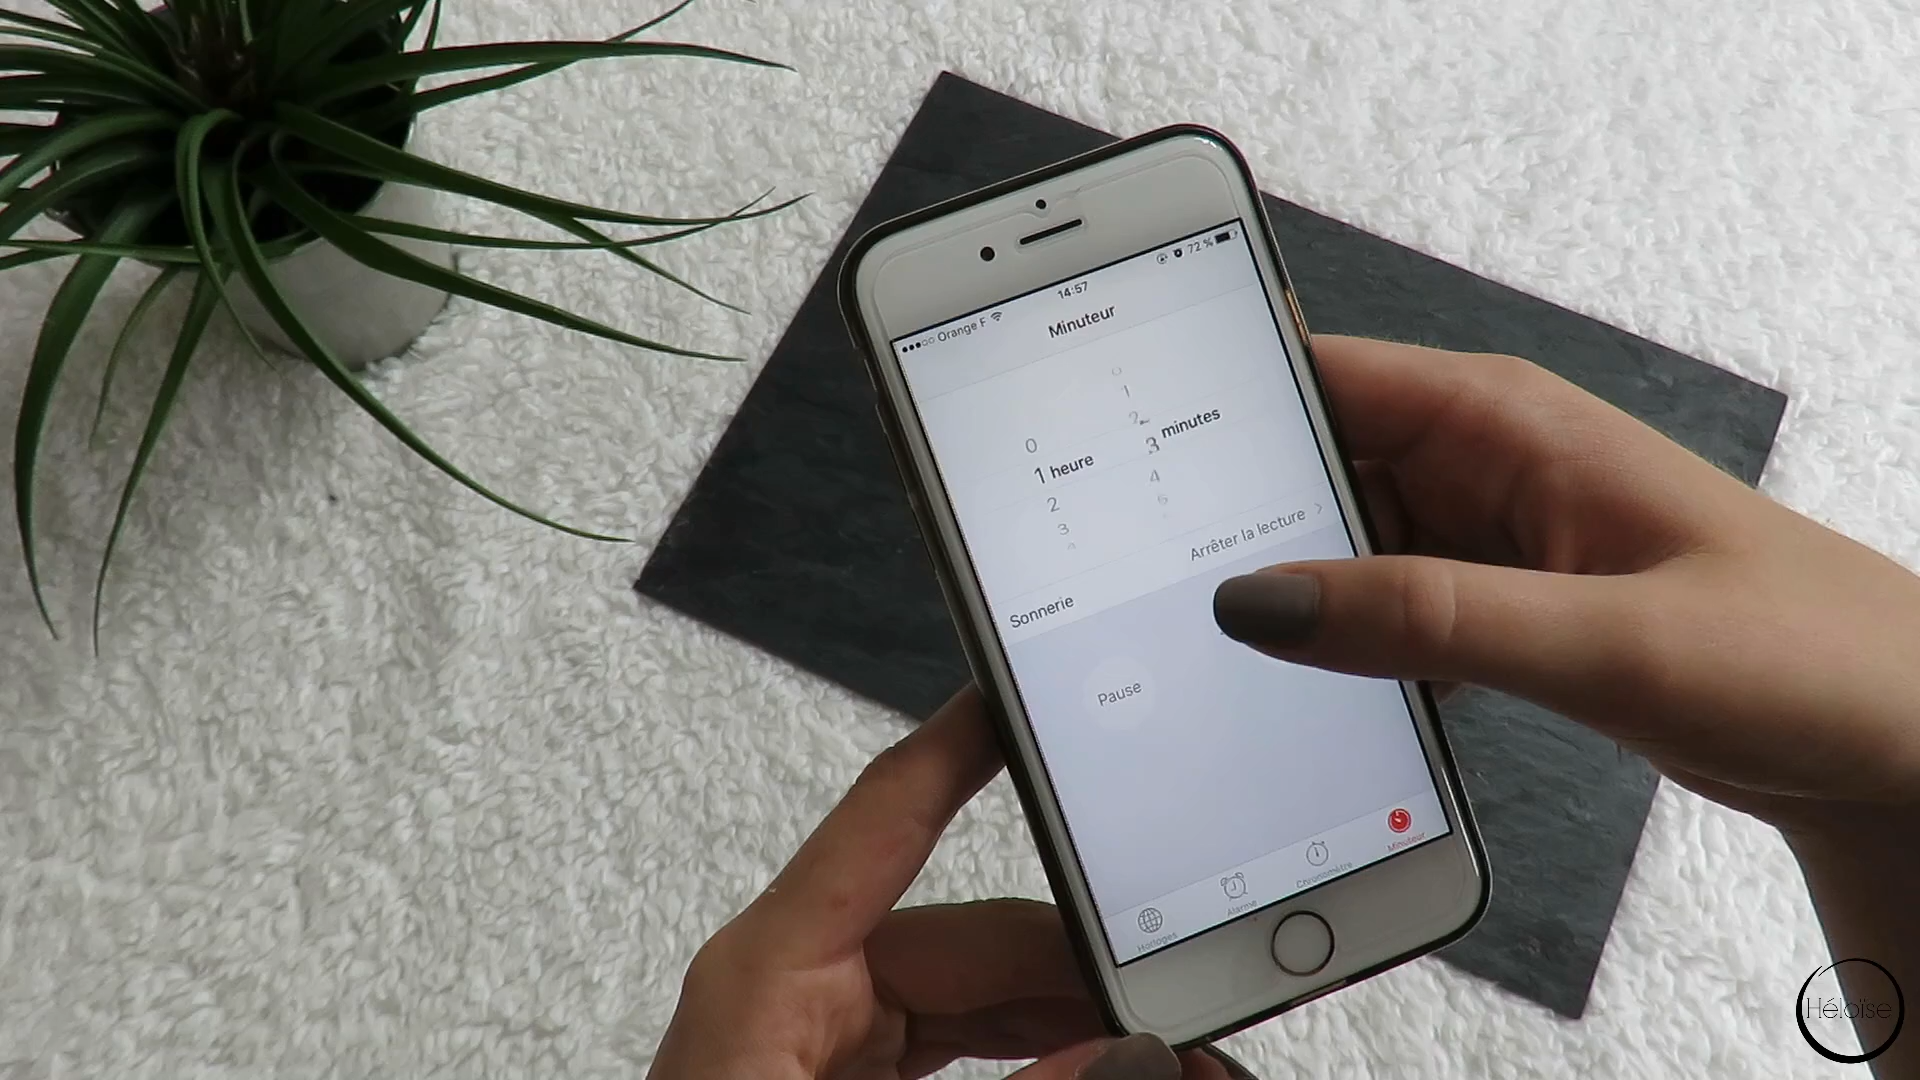 Orange F 14:57 72 %
Minuteur
0
0 1
1 heure 2
2 3 minutes
3 4
Sonnerie Arrêter la lecture
Pause
Horloges Alarme Chronomètre Minuteur
Héloïse